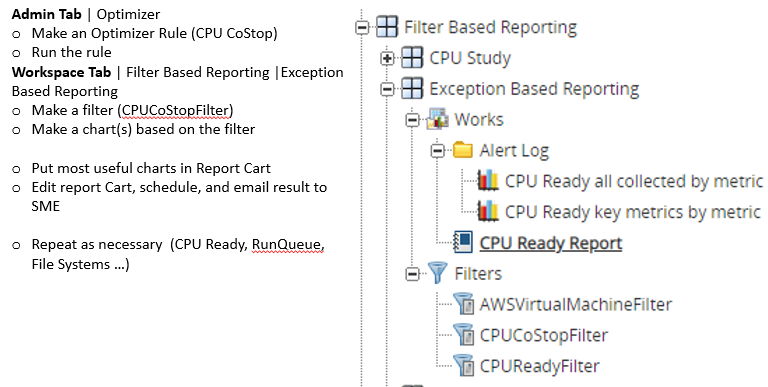 Admin Tab | Optimizer
o Make an Optimizer Rule (CPU CoStop)
o Run the rule
Workspace Tab | Filter Based Reporting |Exception
Based Reporting
o Make a filter (CPUCoStopFilter)
o Make a chart(s) based on the filter
o Put most useful charts in Report Cart
o Edit report Cart, schedule, and email result to
SME
o Repeat as necessary (CPU Ready, RunQueue,
File Systems ...)
Filter Based Reporting
CPU Study
Exception Based Reporting
Works
Alert Log
CPU Ready all collected by metric
CPU Ready key metrics by metric
CPU Ready Report
Filters
AWSVirtualMachineFilter
CPUCoStopFilter
CPUReadyFilter